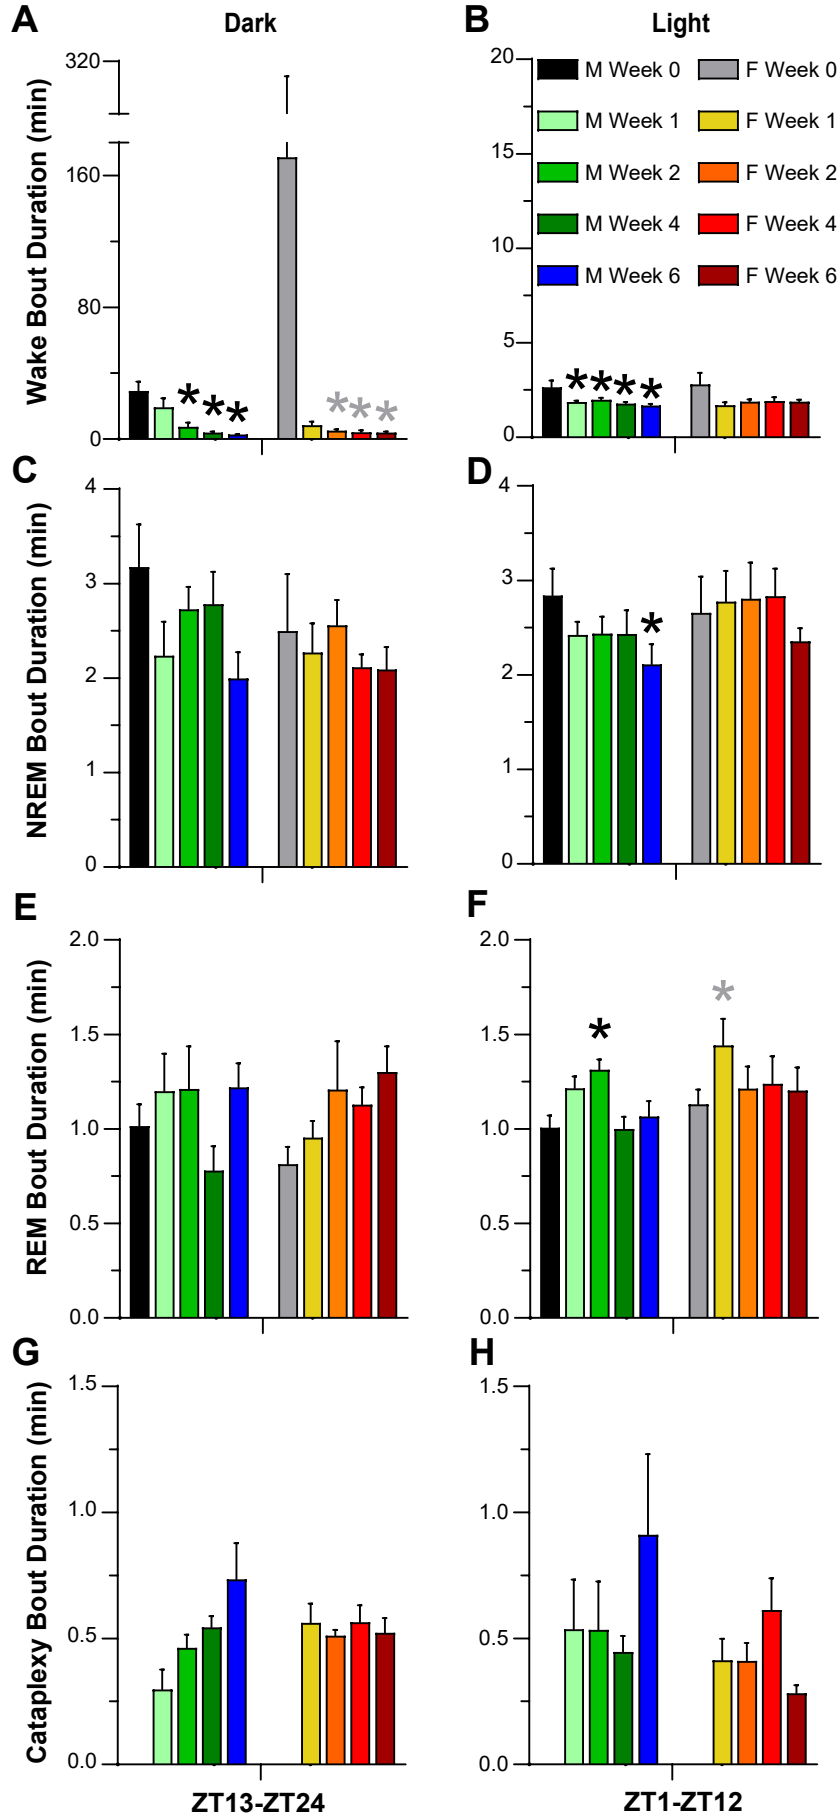 A
Dark
Wake Bout Duration (min)
320
160
80
0
* * *
* * *
B
Light
20
15
10
5
0
M Week 0
F Week 0
M Week 1
F Week 1
M Week 2
F Week 2
M Week 4
F Week 4
M Week 6
F Week 6
* * * *
C
NREM Bout Duration (min)
4
3
2
1
0
D
4
3
2
1
0
*
E
REM Bout Duration (min)
2.0
1.5
1.0
0.5
0.0
F
2.0
1.5
1.0
0.5
0.0
*
*
G
Cataplexy Bout Duration (min)
1.5
1.0
0.5
0.0
ZT13-ZT24
H
1.5
1.0
0.5
0.0
ZT1-ZT12